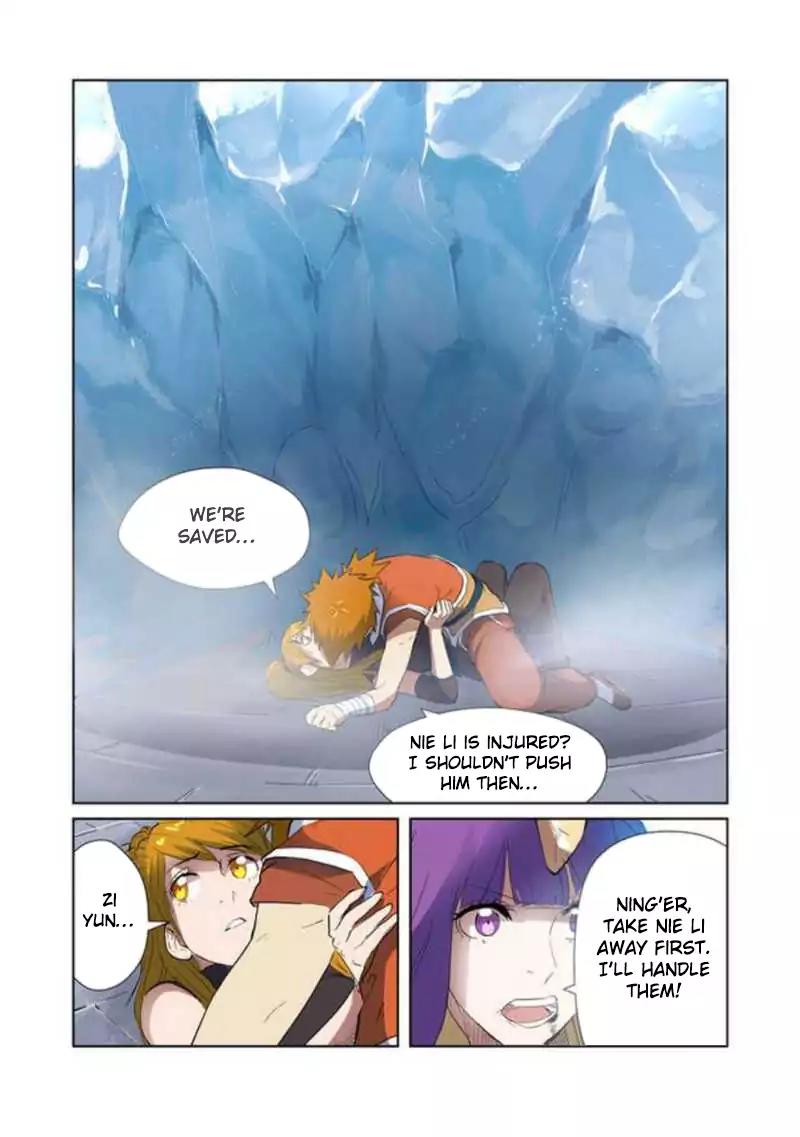 WE'RE
SAVED...
NIE LI IS INJURED?
I SHOULDN'T PUSH
HIM THEN...
ZI
YUN...
NING'ER,
TAKE NIE LI
AWAY FIRST.
I'LL HANDLE
THEM!